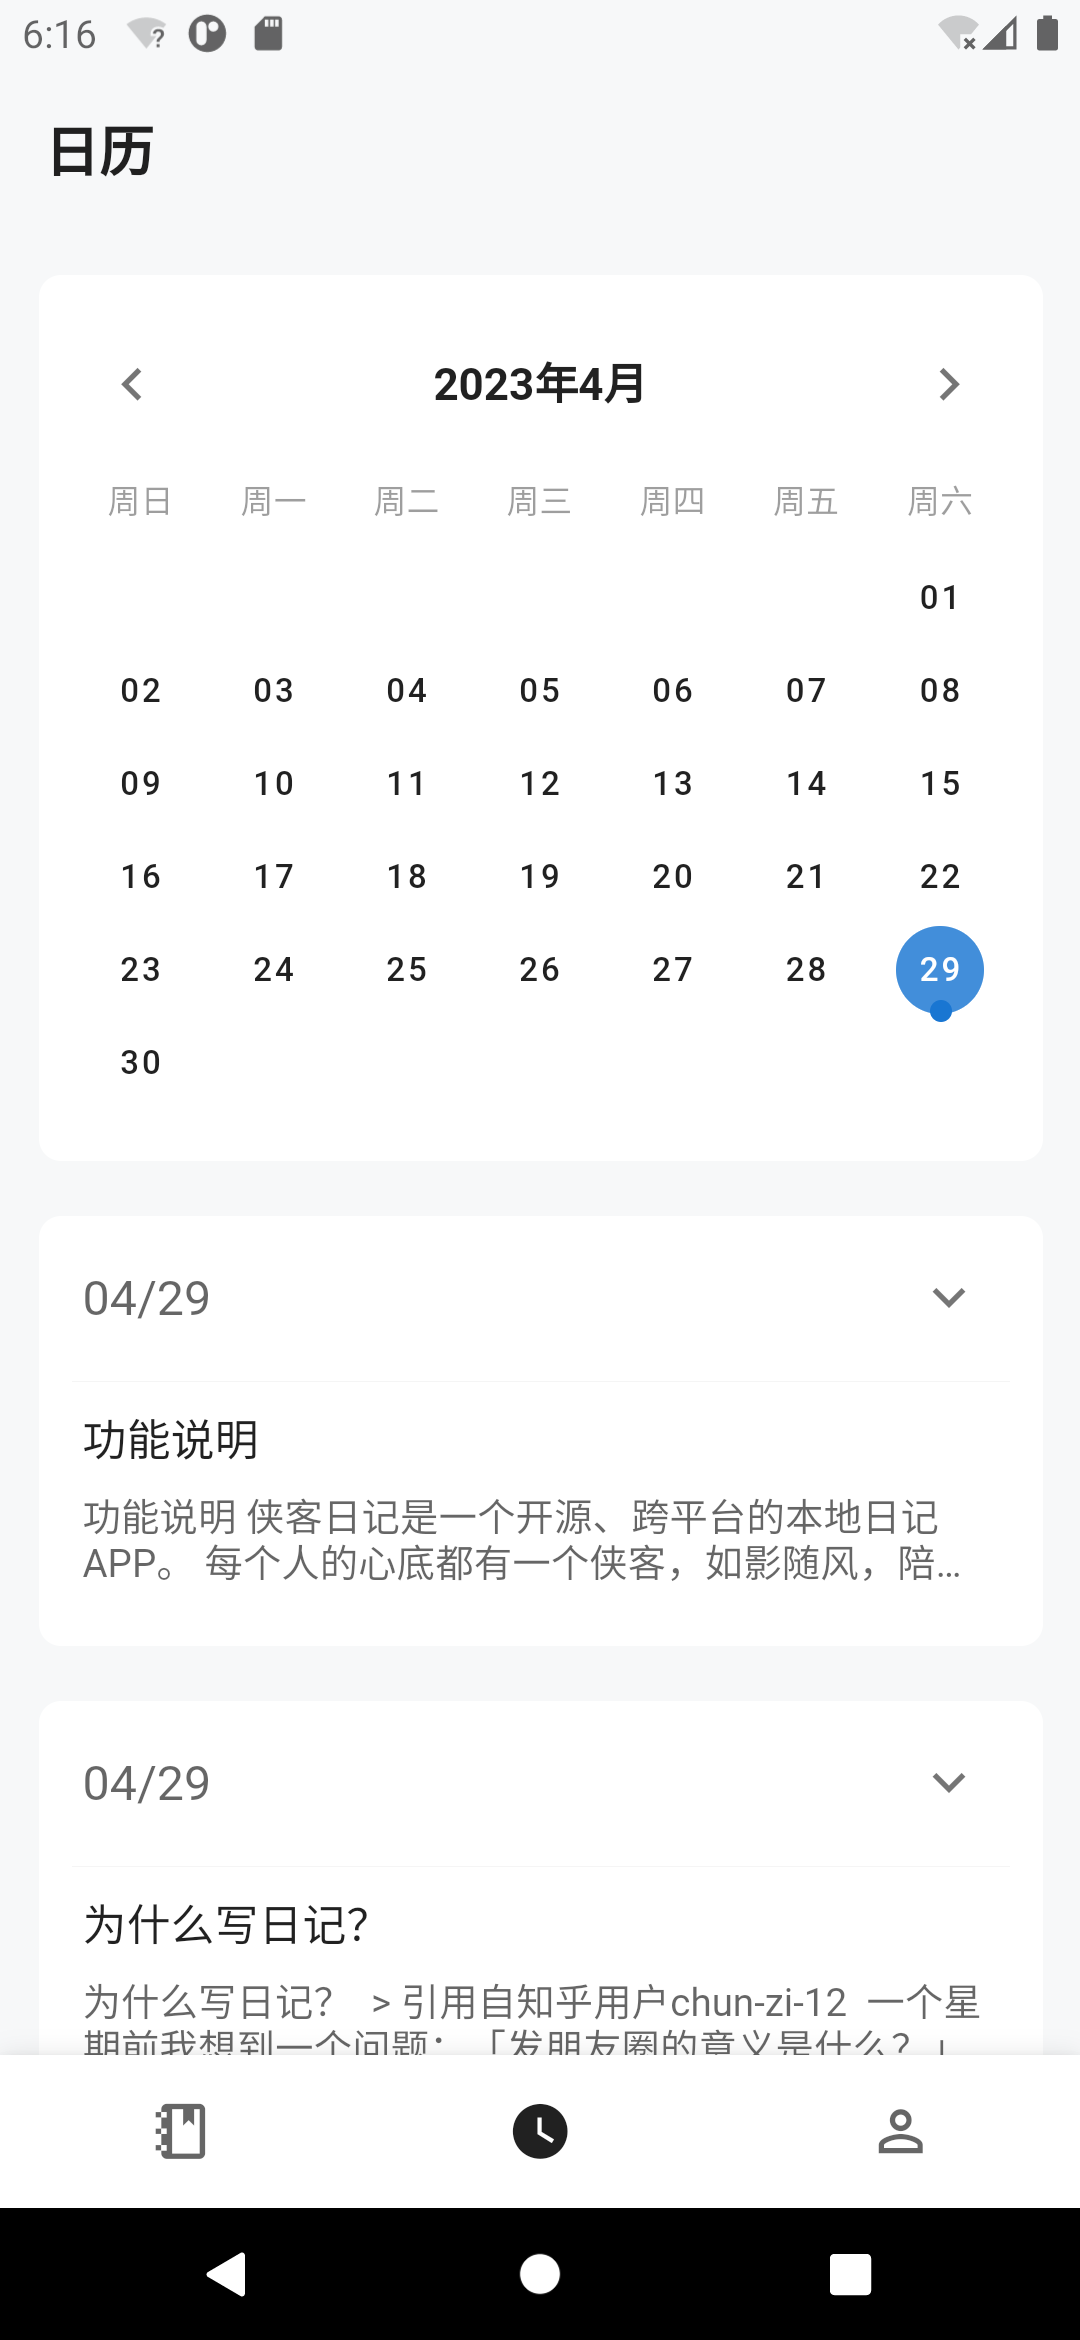 6:16
日历
2023年4月
周日 周一 周二 周三 周四 周五 周六
01
02 03 04 05 06 07 08
09 10 11 12 13 14 15
16 17 18 19 20 21 22
23 24 25 26 27 28 29
30
04/29
功能说明
功能说明 侠客日记是一个开源、跨平台的本地日记
APP。 每个人的心底都有一个侠客，如影随风，陪...
04/29
为什么写日记？
为什么写日记？ > 引用自知乎用户chun-zi-12 一个星
期前我想到一个问题：「发朋友圈的意义是什么？」